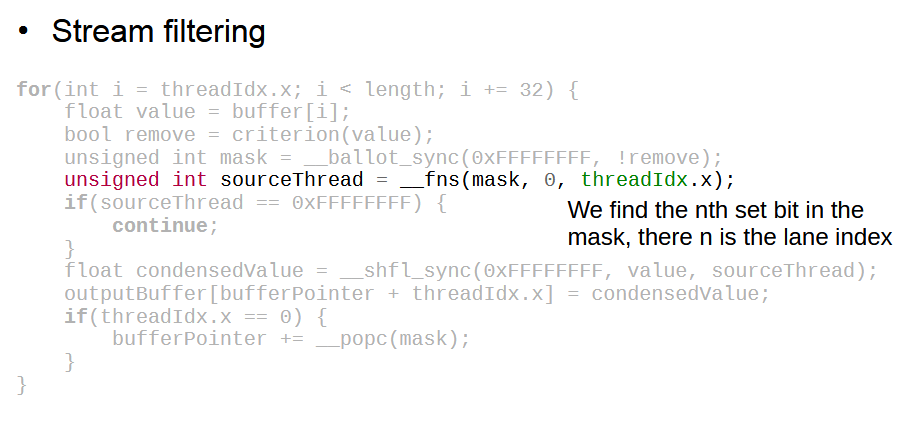 • Stream filtering
for(int i = threadIdx.x; i < length; i += 32) {
    float value = buffer[i];
    bool remove = criterion(value);
    unsigned int mask = __ballot_sync(0xFFFFFFFF, !remove);
    unsigned int sourceThread = __fns(mask, 0, threadIdx.x);
    if(sourceThread == 0xFFFFFFFF) {
        continue;
    }
We find the nth set bit in the
mask, there n is the lane index
    float condensedValue = __shfl_sync(0xFFFFFFFF, value, sourceThread);
    outputBuffer[bufferPointer + threadIdx.x] = condensedValue;
    if(threadIdx.x == 0) {
        bufferPointer += __popc(mask);
    }
}